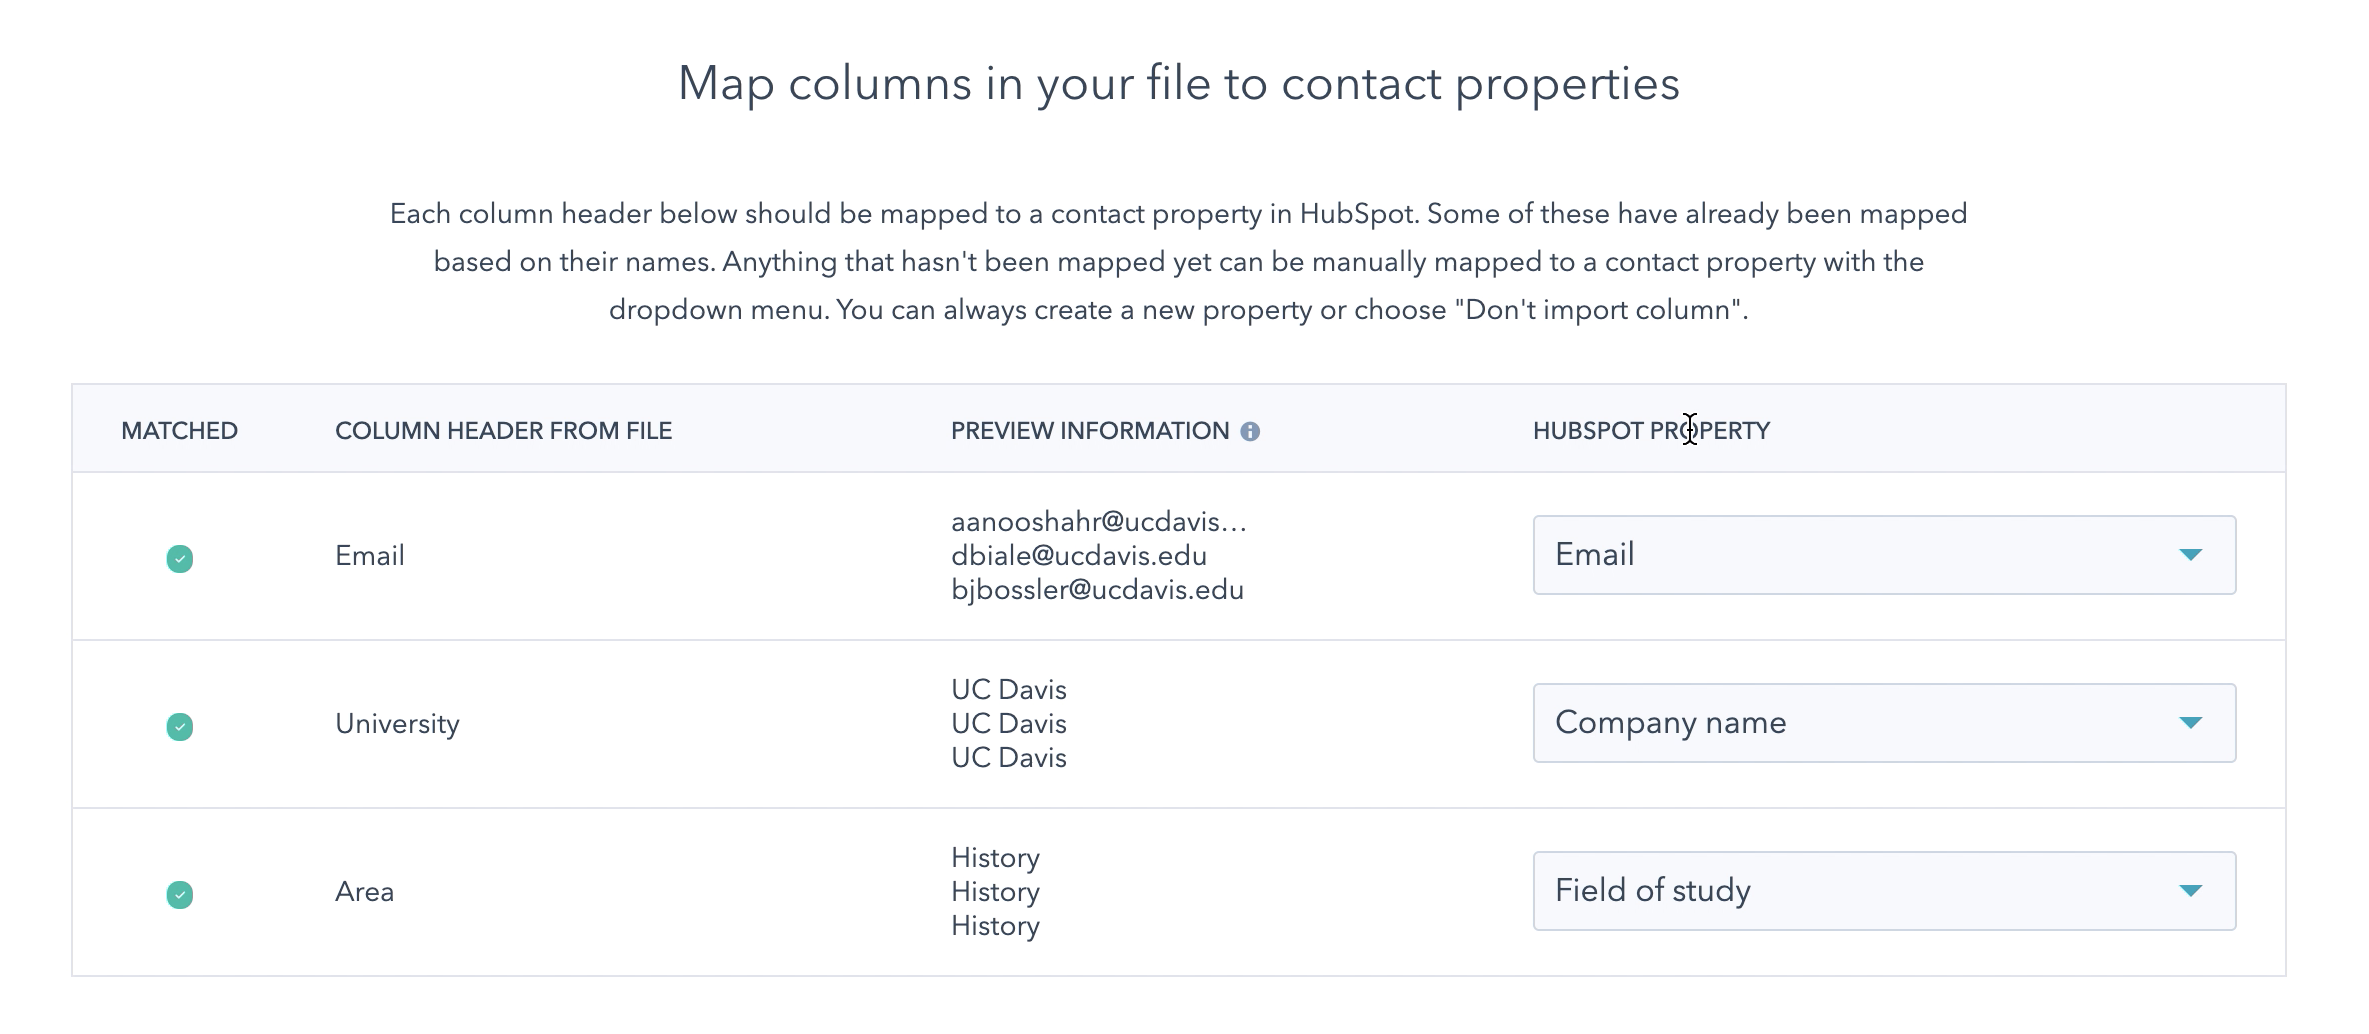 Map columns in your file to contact properties
Each column header below should be mapped to a contact property in HubSpot. Some of these have already been mapped
based on their names. Anything that hasn't been mapped yet can be manually mapped to a contact property with the
dropdown menu. You can always create a new property or choose "Don't import column".
MATCHED COLUMN HEADER FROM FILE PREVIEW INFORMATION HUBSPOT PROPERTY
Email
aanooshahr@ucdavis...
dbiale@ucdavis.edu
bjbossler@ucdavis.edu
Email
University
UC Davis
UC Davis
UC Davis
Company name
Area
History
History
History
Field of study